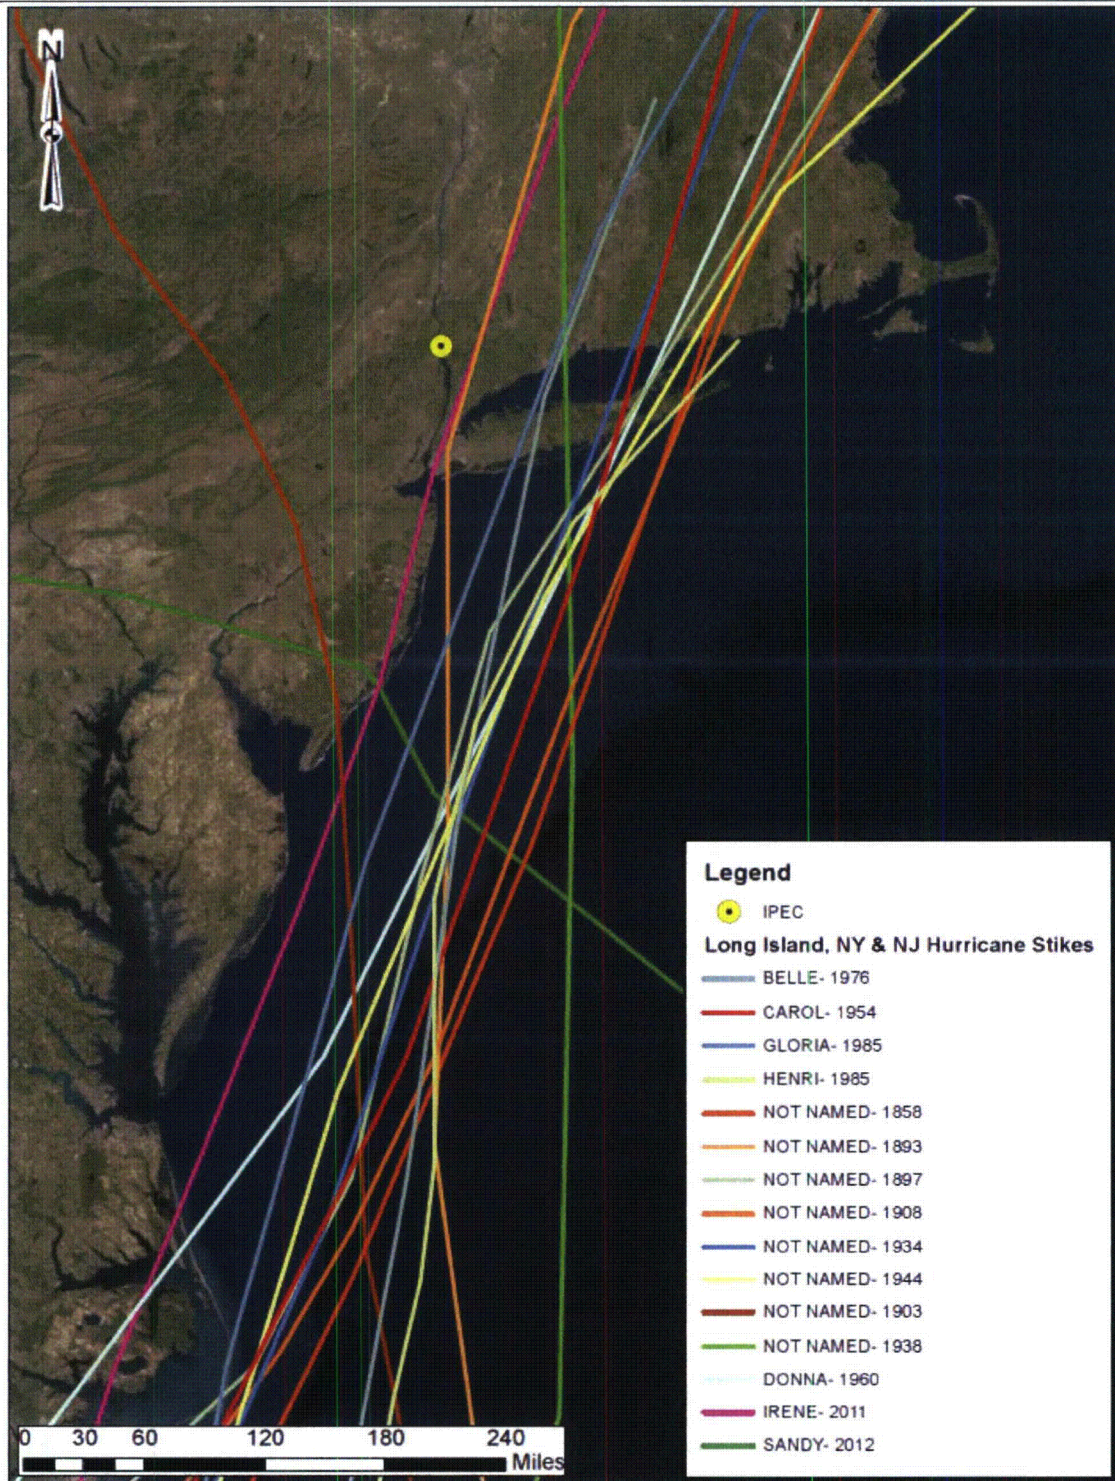 N
Legend
IPEC
Long Island, NY & NJ Hurricane Stikes
BELLE- 1976
CAROL- 1954
GLORIA- 1985
HENRI- 1985
NOT NAMED- 1858
NOT NAMED- 1893
NOT NAMED- 1897
NOT NAMED- 1908
NOT NAMED- 1934
NOT NAMED- 1944
NOT NAMED- 1903
NOT NAMED- 1938
DONNA- 1960
IRENE- 2011
SANDY- 2012
0 30 60 120 180 240
Miles